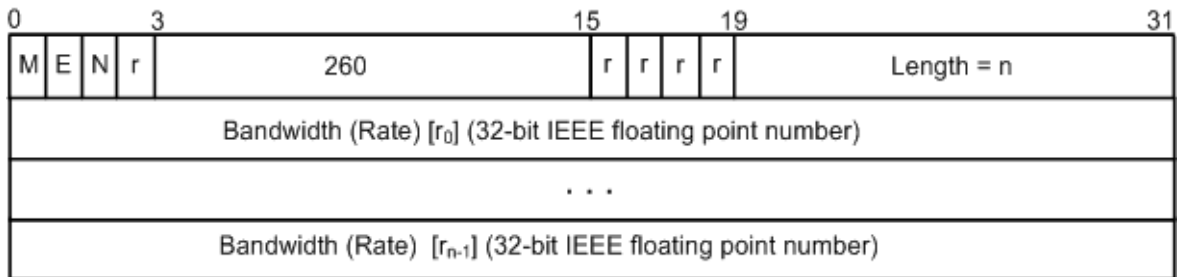 0 3 15 19 31
M E N r 260 r r r r Length = n
Bandwidth (Rate) [r₀] (32-bit IEEE floating point number)
. . .
Bandwidth (Rate) [rₙ₋₁] (32-bit IEEE floating point number)